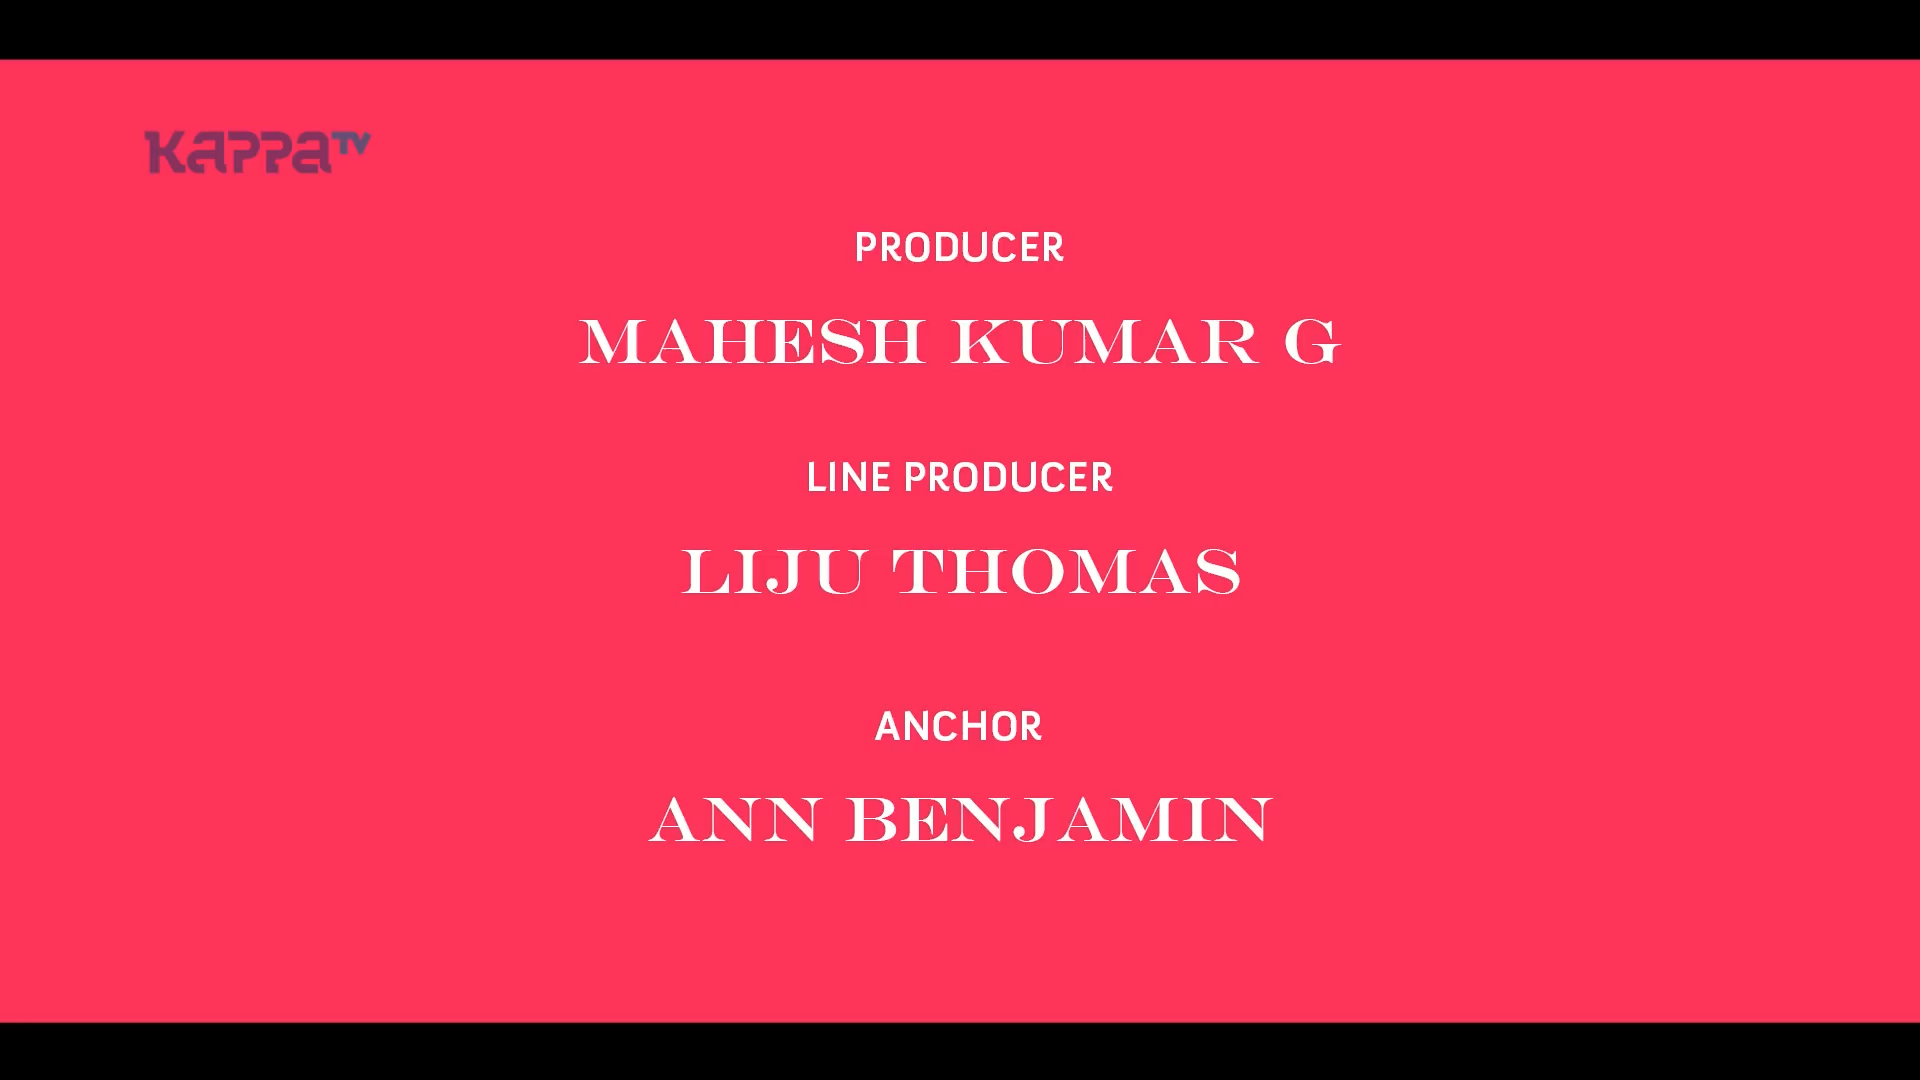 KAPPA TV
PRODUCER
MAHESH KUMAR G
LINE PRODUCER
LIJU THOMAS
ANCHOR
ANN BENJAMIN